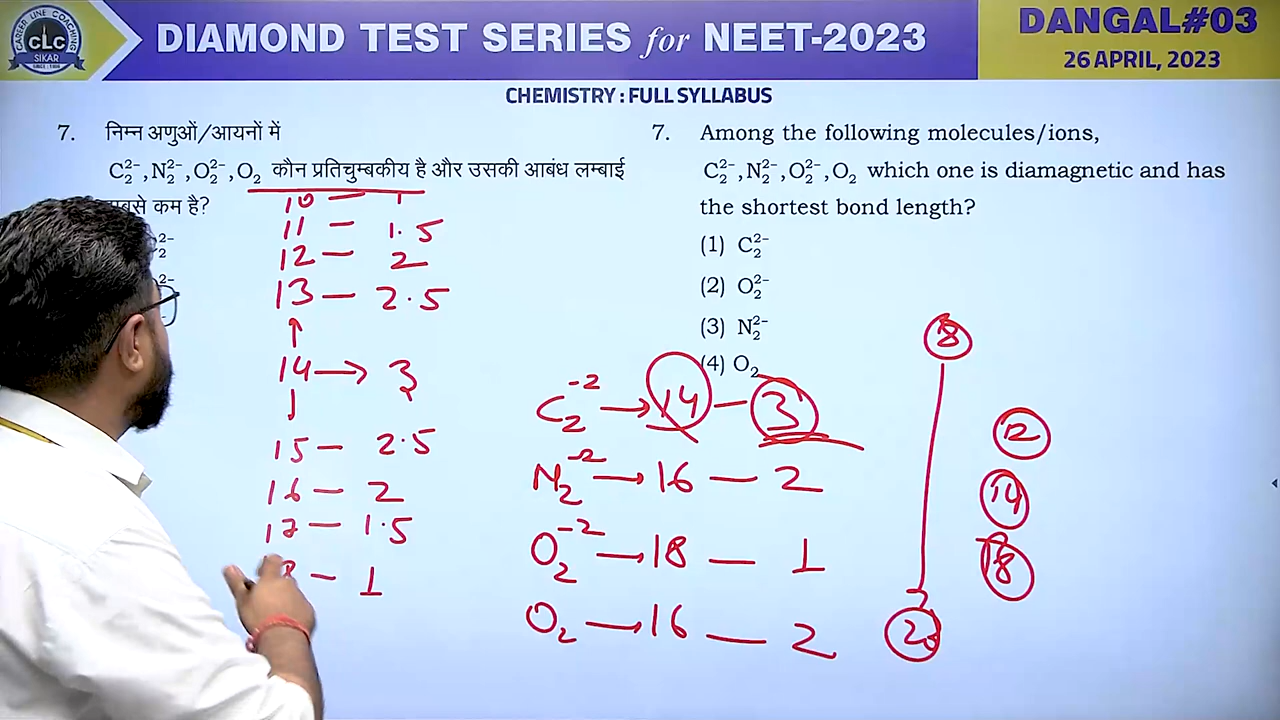 CAREER LINE COACHING
CLC
SIKAR
SINCE : 1996
DIAMOND TEST SERIES for NEET-2023
DANGAL#03
26 APRIL, 2023
CHEMISTRY : FULL SYLLABUS
7. निम्न अणुओं/आयनों में
C₂²⁻, N₂²⁻, O₂²⁻, O₂ कौन प्रतिचुम्बकीय है और उसकी आबंध लम्बाई
सबसे कम है?
7. Among the following molecules/ions,
C₂²⁻, N₂²⁻, O₂²⁻, O₂ which one is diamagnetic and has
the shortest bond length?
(1) C₂²⁻
(2) O₂²⁻
(3) N₂²⁻
(4) O₂
10 — 1
11 — 1.5
12 — 2
13 — 2.5
↑
14 → 3
↓
15 — 2.5
16 — 2
17 — 1.5
8 — 1
C₂⁻² → 14 — 3
N₂⁻² → 16 — 2
O₂⁻² → 18 — 1
O₂ → 16 — 2
8
20
12
14
18